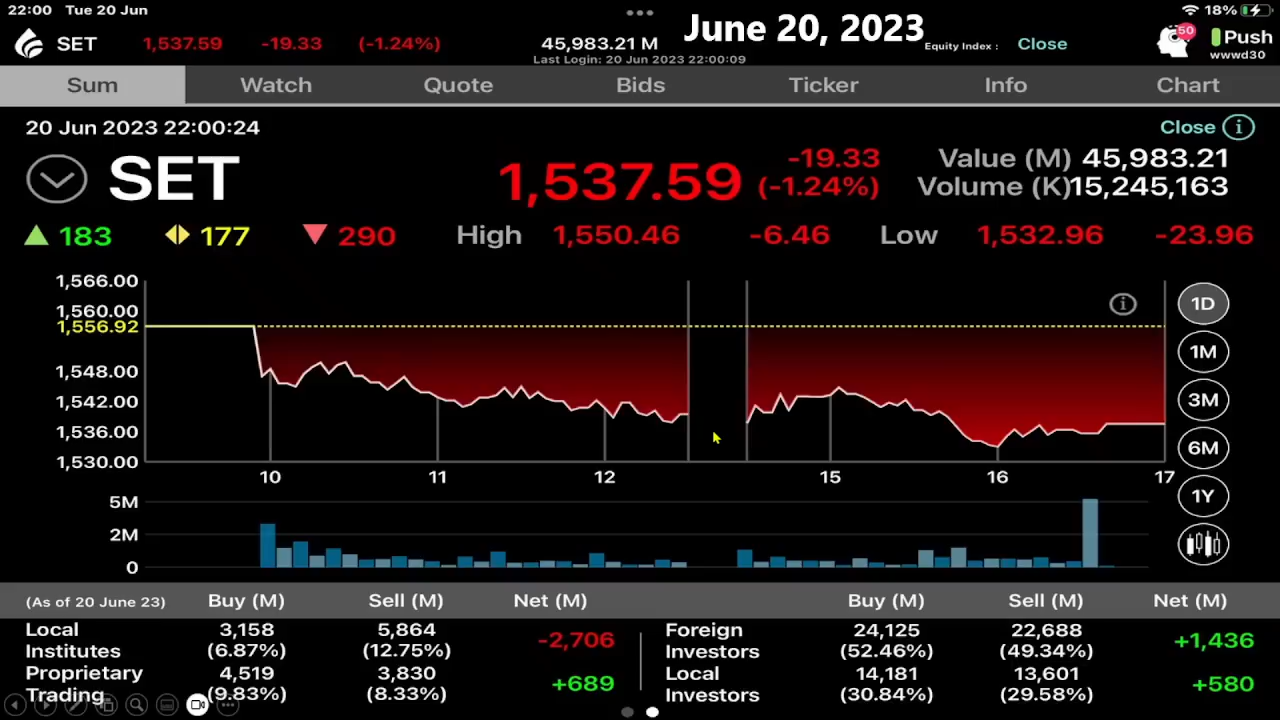 22:00 Tue 20 Jun
18%
SET 1,537.59 -19.33 (-1.24%) 45,983.21 M June 20, 2023 Equity Index : Close 50 Push
Last Login: 20 Jun 2023 22:00:09 wwwd30
Sum Watch Quote Bids Ticker Info Chart
20 Jun 2023 22:00:24 Close i
SET 1,537.59 -19.33 (-1.24%)
Value (M) 45,983.21
Volume (K)15,245,163
183 177 290 High 1,550.46 -6.46 Low 1,532.96 -23.96
1,566.00
1,560.00
1,556.92
1,548.00
1,542.00
1,536.00
1,530.00
10 11 12 15 16 17
i
1D
1M
3M
6M
1Y
5M
2M
0
(As of 20 June 23) Buy (M) Sell (M) Net (M) Buy (M) Sell (M) Net (M)
Local Institutes 3,158 (6.87%) 5,864 (12.75%) -2,706
Foreign Investors 24,125 (52.46%) 22,688 (49.34%) +1,436
Proprietary Trading 4,519 (9.83%) 3,830 (8.33%) +689
Local Investors 14,181 (30.84%) 13,601 (29.58%) +580